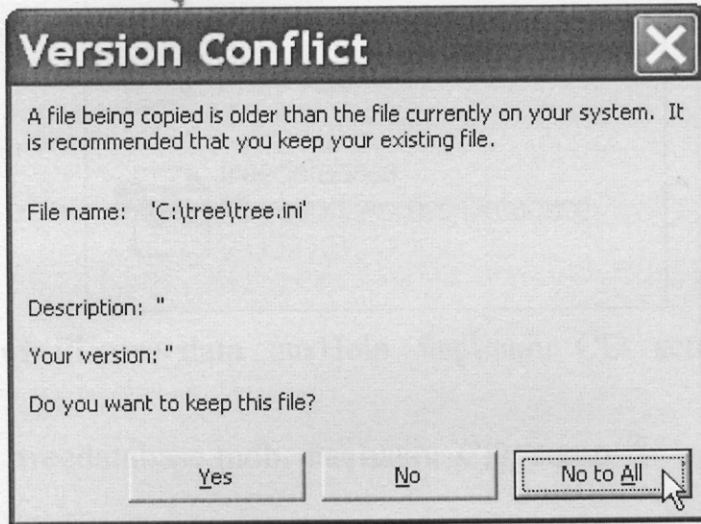 Version Conflict
A file being copied is older than the file currently on your system. It
is recommended that you keep your existing file.
File name: 'C:\tree\tree.ini'
Description: ''
Your version: ''
Do you want to keep this file?
Yes No No to All